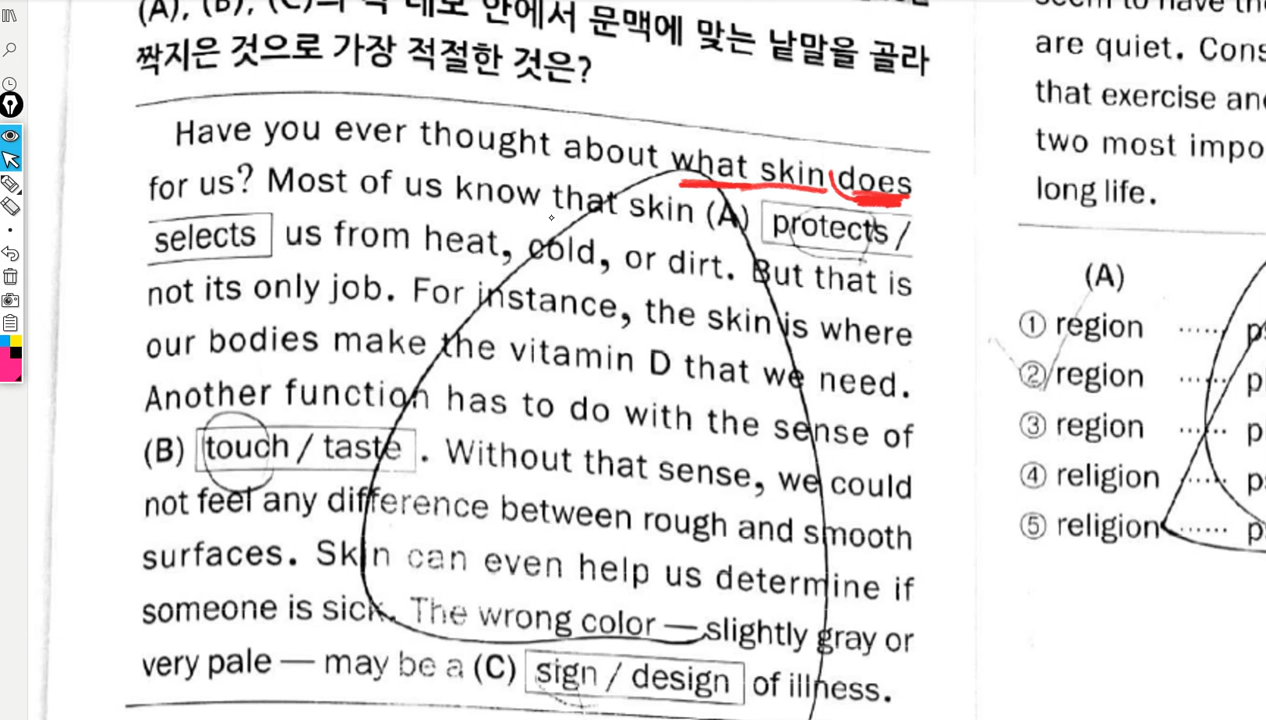 (A), (B), (C)의 각 네모 안에서 문맥에 맞는 낱말을 골라
짝지은 것으로 가장 적절한 것은?
Have you ever thought about what skin does
for us? Most of us know that skin (A) protects /
selects us from heat, cold, or dirt. But that is
not its only job. For instance, the skin is where
our bodies make the vitamin D that we need.
Another function has to do with the sense of
(B) touch / taste . Without that sense, we could
not feel any difference between rough and smooth
surfaces. Skin can even help us determine if
someone is sick. The wrong color — slightly gray or
very pale — may be a (C) sign / design of illness.
are quiet.
that exercise
two most
long life.
(A)
① region ……
② region ……
③ region ……
④ religion ……
⑤ religion ……